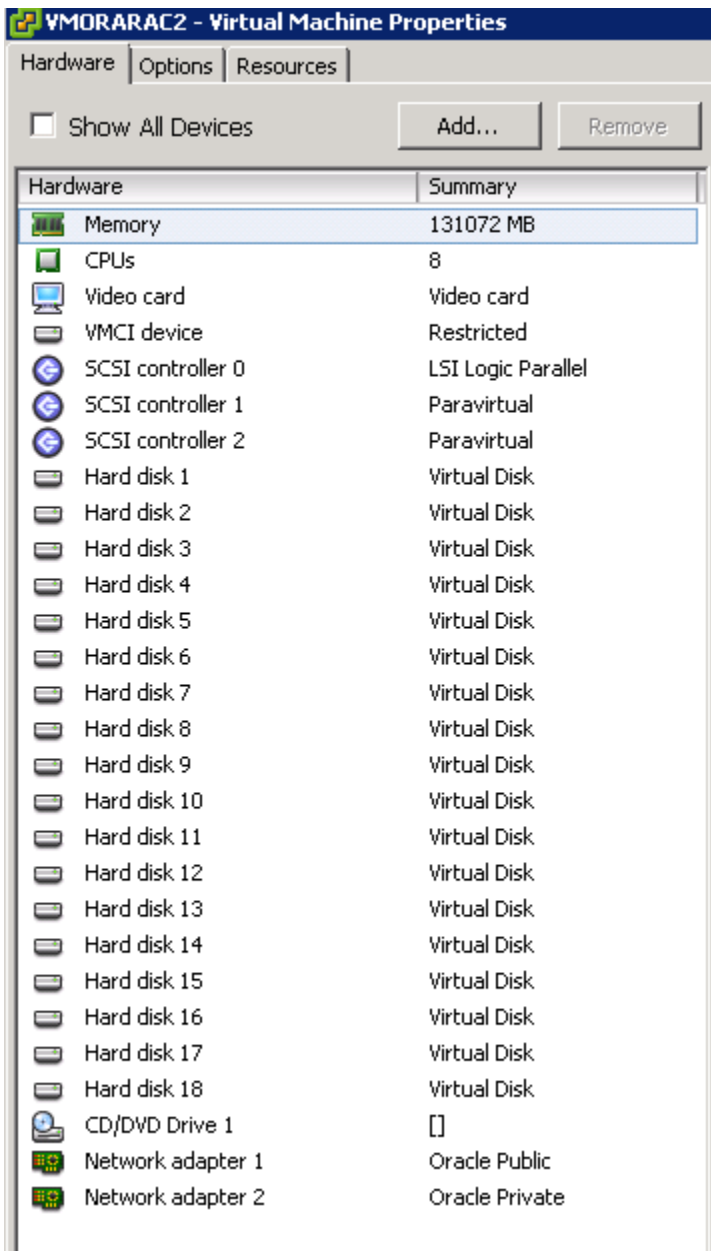 VMORARAC2 - Virtual Machine Properties
Hardware Options Resources
Show All Devices Add... Remove
Hardware Summary
Memory 131072 MB
CPUs 8
Video card Video card
VMCI device Restricted
SCSI controller 0 LSI Logic Parallel
SCSI controller 1 Paravirtual
SCSI controller 2 Paravirtual
Hard disk 1 Virtual Disk
Hard disk 2 Virtual Disk
Hard disk 3 Virtual Disk
Hard disk 4 Virtual Disk
Hard disk 5 Virtual Disk
Hard disk 6 Virtual Disk
Hard disk 7 Virtual Disk
Hard disk 8 Virtual Disk
Hard disk 9 Virtual Disk
Hard disk 10 Virtual Disk
Hard disk 11 Virtual Disk
Hard disk 12 Virtual Disk
Hard disk 13 Virtual Disk
Hard disk 14 Virtual Disk
Hard disk 15 Virtual Disk
Hard disk 16 Virtual Disk
Hard disk 17 Virtual Disk
Hard disk 18 Virtual Disk
CD/DVD Drive 1 []
Network adapter 1 Oracle Public
Network adapter 2 Oracle Private